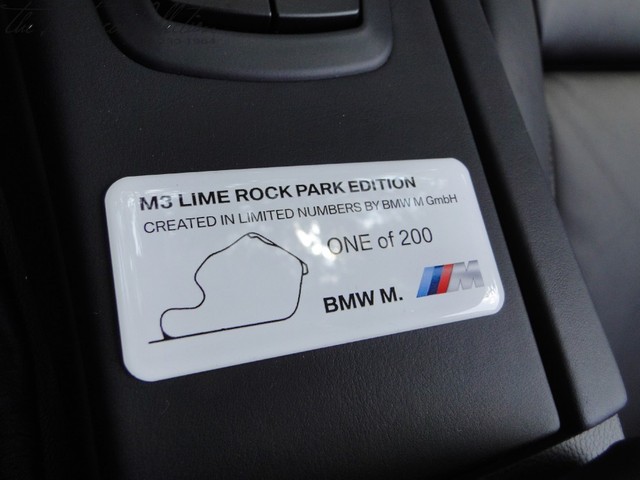 M3 LIME ROCK PARK EDITION
CREATED IN LIMITED NUMBERS BY BMW M GmbH
ONE of 200
BMW M.
M